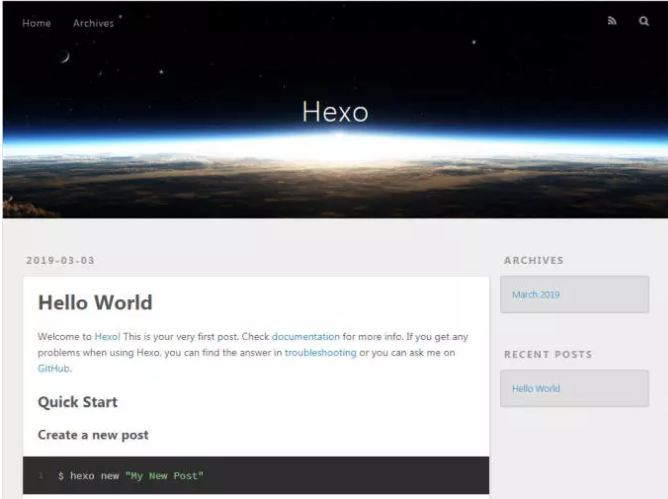 Home Archives
Hexo
2019-03-03
Hello World
Welcome to Hexo! This is your very first post. Check documentation for more info. If you get any
problems when using Hexo, you can find the answer in troubleshooting or you can ask me on
GitHub.
Quick Start
Create a new post
1 $ hexo new "My New Post"
ARCHIVES
March 2019
RECENT POSTS
Hello World